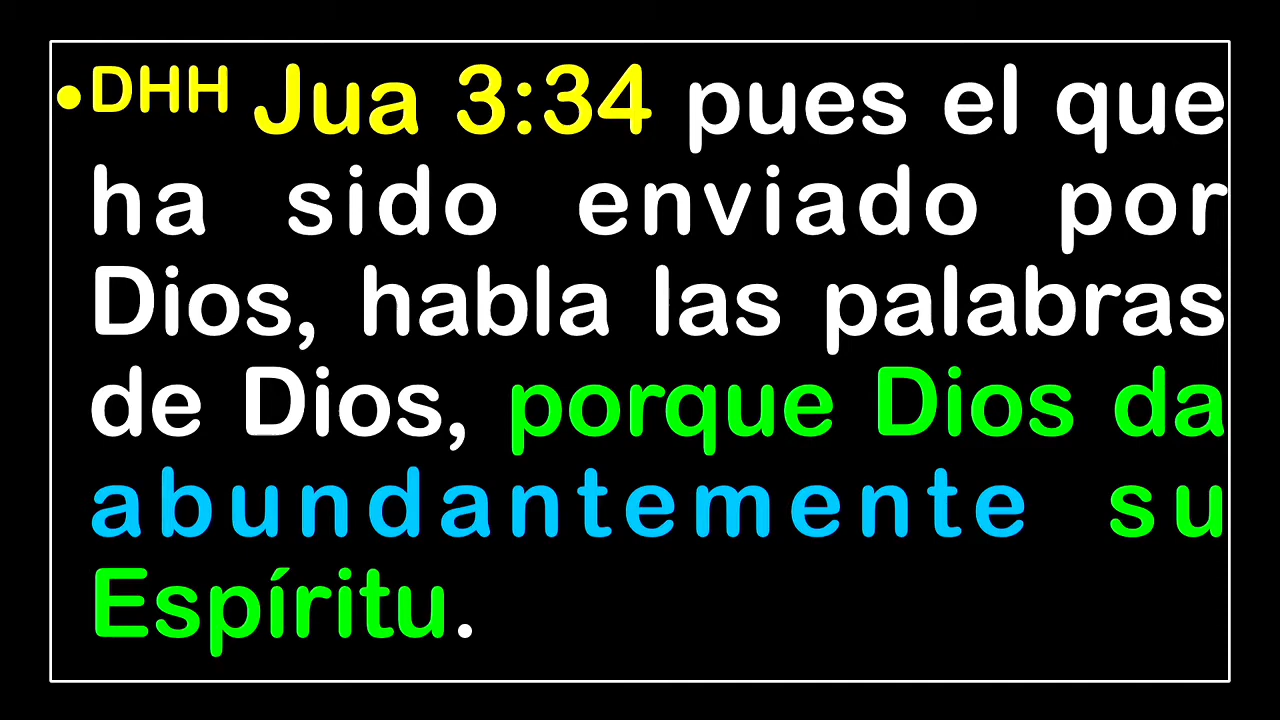 •DHH Jua 3:34 pues el que
ha sido enviado por
Dios, habla las palabras
de Dios, porque Dios da
abundantemente su
Espíritu.